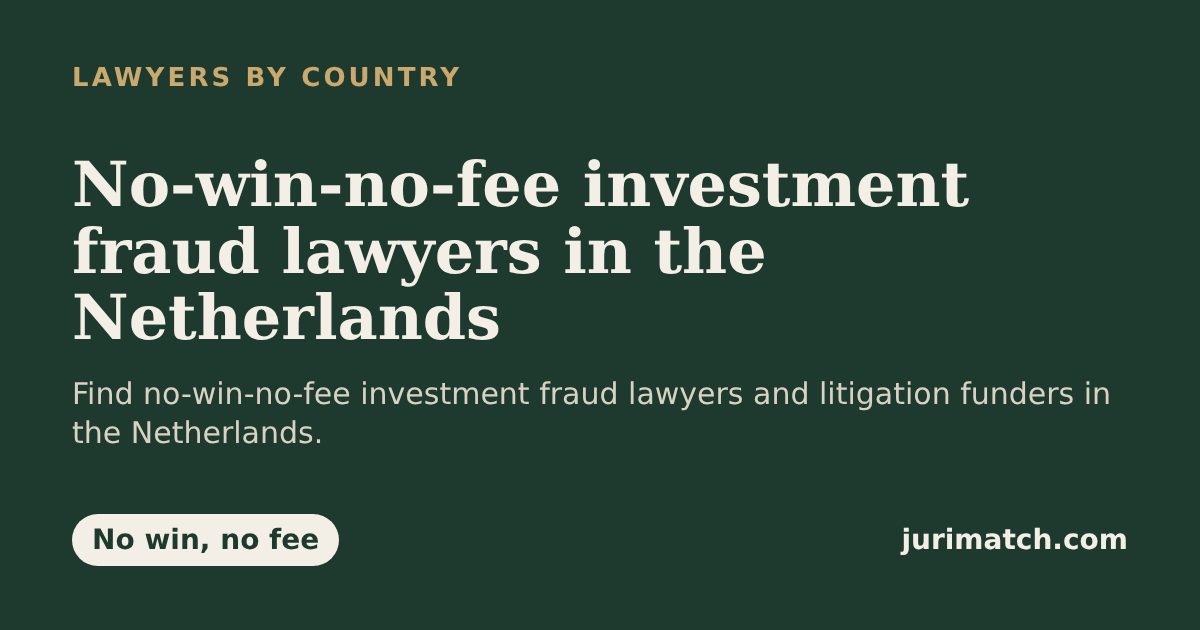 LAWYERS BY COUNTRY
No-win-no-fee investment
fraud lawyers in the
Netherlands
Find no-win-no-fee investment fraud lawyers and litigation funders in
the Netherlands.
No win, no fee
jurimatch.com